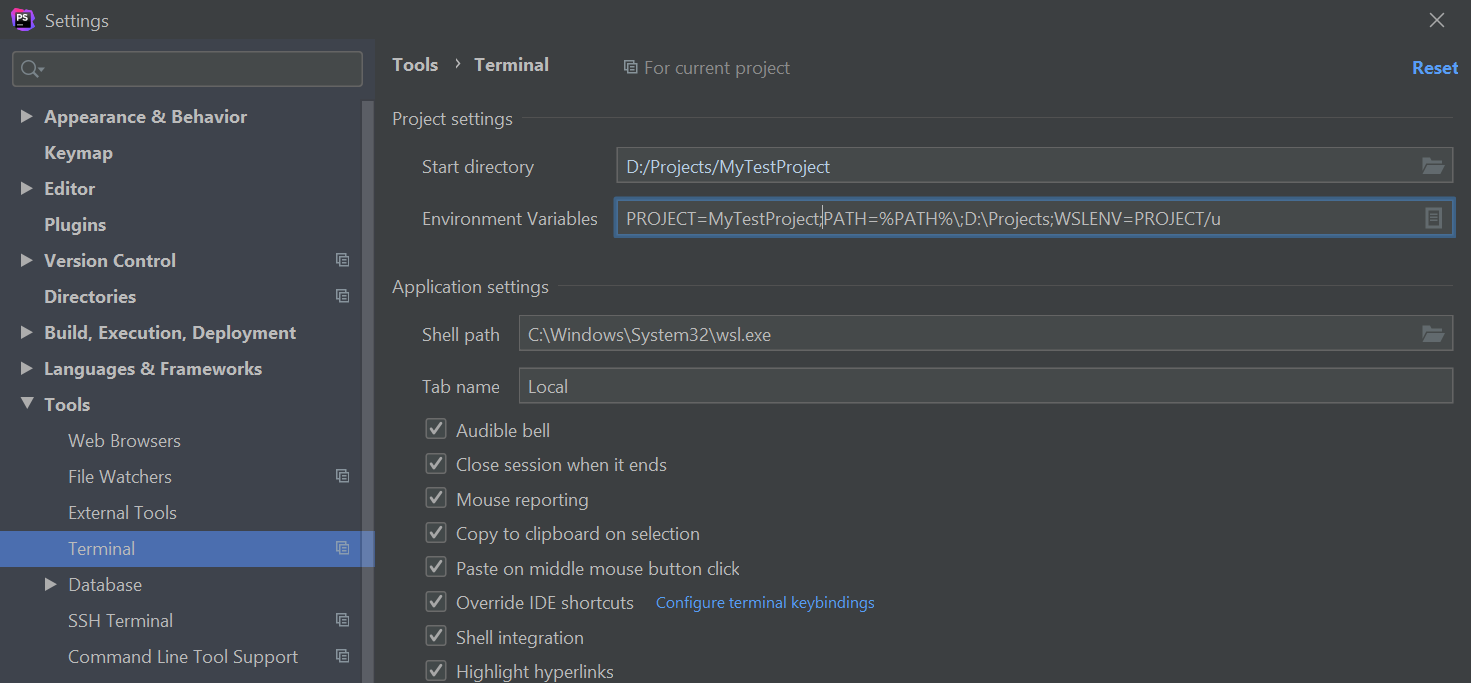 PS Settings
Appearance & Behavior
Keymap
Editor
Plugins
Version Control
Directories
Build, Execution, Deployment
Languages & Frameworks
Tools
Web Browsers
File Watchers
External Tools
Terminal
Database
SSH Terminal
Command Line Tool Support
Tools › Terminal For current project Reset
Project settings
Start directory D:/Projects/MyTestProject
Environment Variables PROJECT=MyTestProject;PATH=%PATH%\;D:\Projects;WSLENV=PROJECT/u
Application settings
Shell path C:\Windows\System32\wsl.exe
Tab name Local
Audible bell
Close session when it ends
Mouse reporting
Copy to clipboard on selection
Paste on middle mouse button click
Override IDE shortcuts Configure terminal keybindings
Shell integration
Highlight hyperlinks